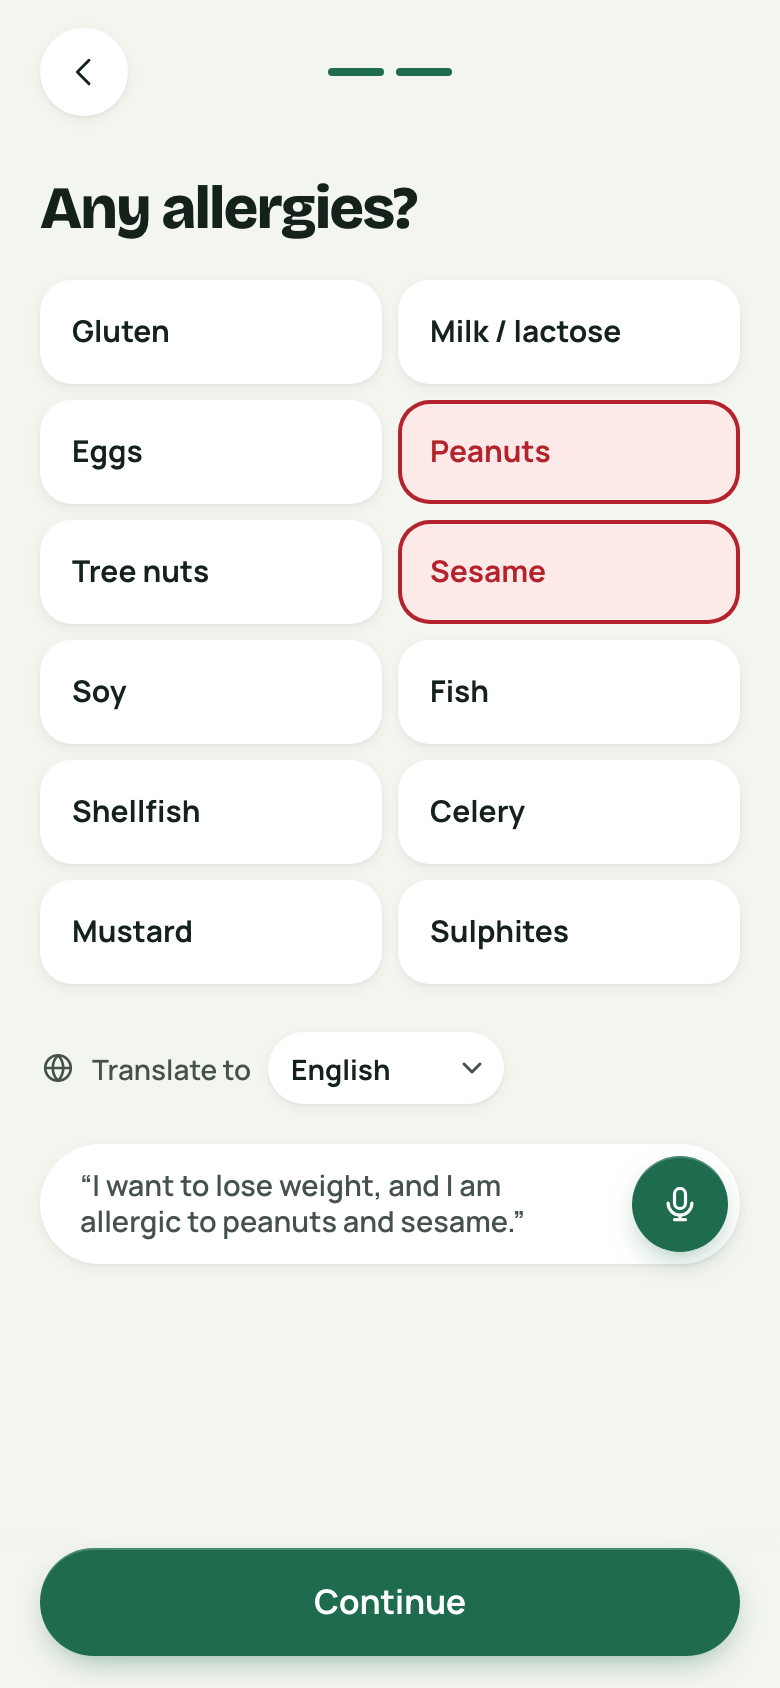 Any allergies?
Gluten
Milk / lactose
Eggs
Peanuts
Tree nuts
Sesame
Soy
Fish
Shellfish
Celery
Mustard
Sulphites
Translate to
English
“I want to lose weight, and I am
allergic to peanuts and sesame.”
Continue